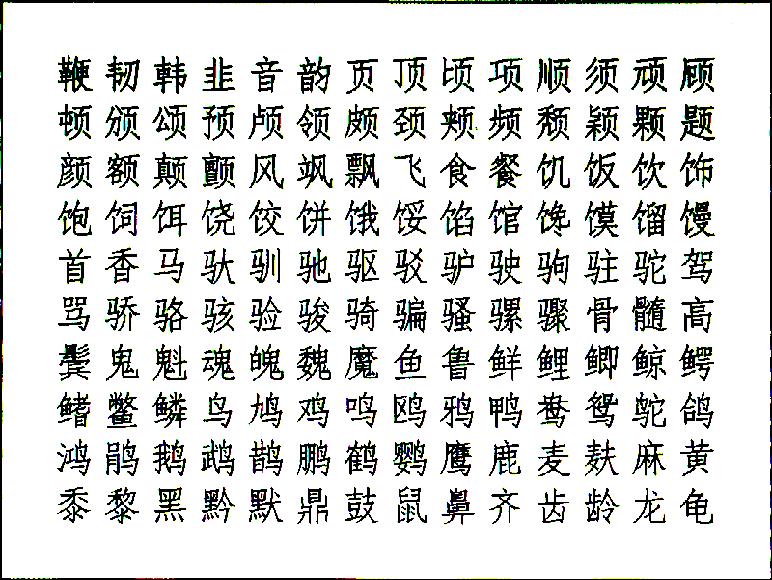 鞭韧韩韭音韵页顶顷项顺须顽顾
顿颁颂预颅领颇颈颊频颓颖颗题
颜额颠颤风飒飘飞食餐饥饭饮饰
饱饲饵饶饺饼饿馁馅馆馋馍馏馒
首香马驮驯驰驱驳驴驶驹驻驼驾
骂骄骆骇验骏骑骗骚骡骤骨髓高
鬓鬼魁魂魄魏魔鱼鲁鲜鲤鲫鲸鳄
鳍鳖鳞鸟鸠鸡鸣鸥鸦鸭鸯鸳鸵鸽
鸿鹃鹅鹉鹊鹏鹤鹦鹰鹿麦麸麻黄
黍黎黑黔默鼎鼓鼠鼻齐齿龄龙龟